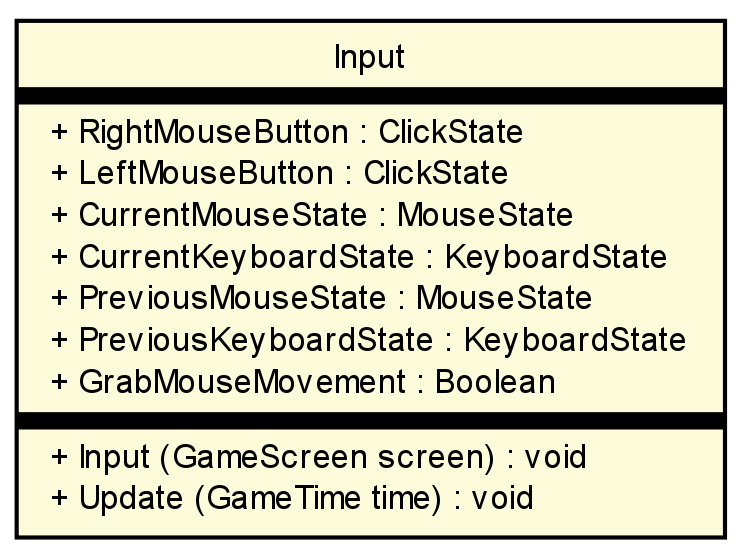 Input
+ RightMouseButton : ClickState
+ LeftMouseButton : ClickState
+ CurrentMouseState : MouseState
+ CurrentKeyboardState : KeyboardState
+ PreviousMouseState : MouseState
+ PreviousKeyboardState : KeyboardState
+ GrabMouseMovement : Boolean
+ Input (GameScreen screen) : void
+ Update (GameTime time) : void